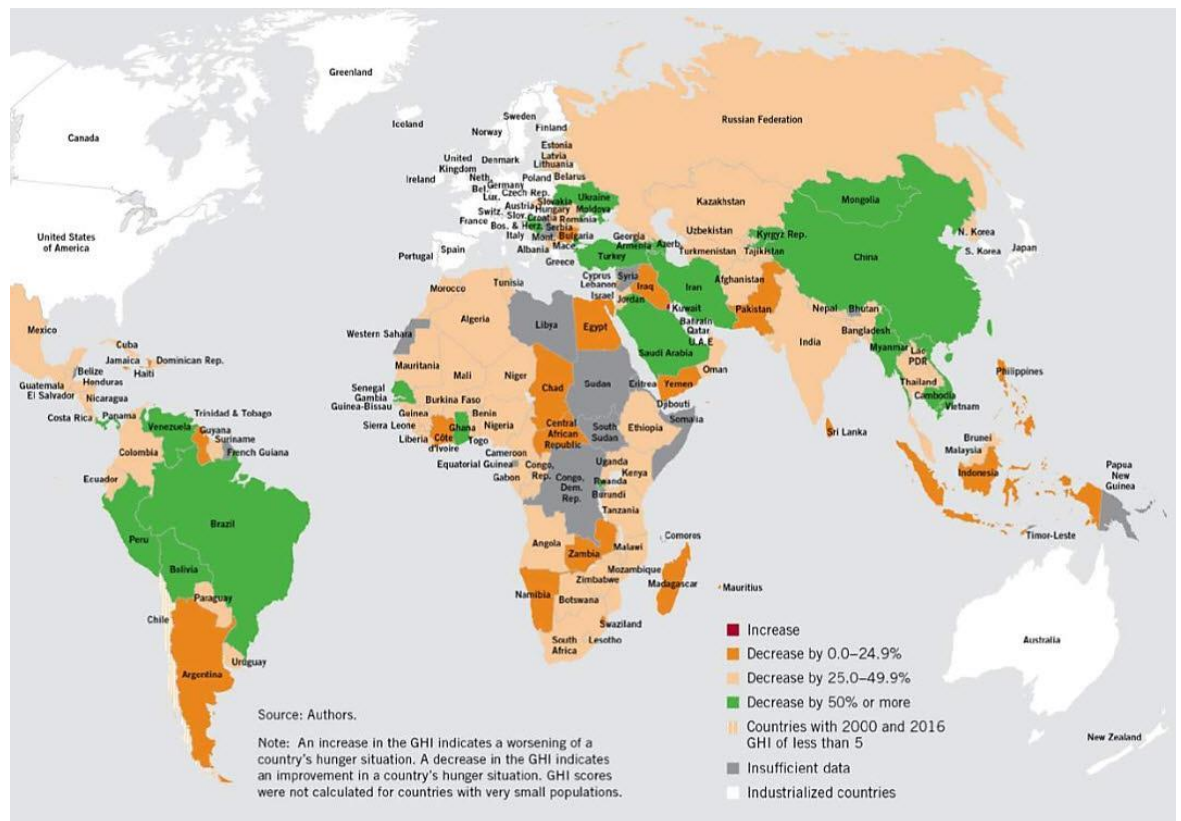 Greenland
Iceland
Sweden
Norway
Finland
Russian Federation
Canada
Estonia
Latvia
Lithuania
United
Kingdom
Denmark
Ireland
Neth.
Poland
Belarus
Bel.
Germany
Lux.
Czech Rep.
Ukraine
Slovakia
Austria
Hungary
Moldova
Kazakhstan
Mongolia
Switz.
Slov.
Croatia
Romania
France
Bos. & Herz.
Serbia
United States
of America
Italy
Mont.
Bulgaria
Georgia
Uzbekistan
Kyrgyz Rep.
N. Korea
Japan
Spain
Albania
Mace
Armenia
Azerb.
Turkmenistan
Tajikistan
S. Korea
Portugal
Greece
Turkey
China
Cyprus
Syria
Lebanon
Afghanistan
Tunisia
Israel
Iraq
Iran
Morocco
Jordan
Kuwait
Pakistan
Nepal
Bhutan
Algeria
Libya
Egypt
Bahrain
Qatar
Bangladesh
Mexico
Western Sahara
U.A.E
India
Cuba
Saudi Arabia
Myanmar
Lao
PDR
Jamaica
Dominican Rep.
Mauritania
Oman
Belize
Haiti
Mali
Niger
Philippines
Guatemala
Honduras
Senegal
Chad
Sudan
Eritrea
Yemen
Thailand
El Salvador
Nicaragua
Gambia
Burkina Faso
Cambodia
Guinea-Bissau
Djibouti
Vietnam
Costa Rica
Panama
Trinidad & Tobago
Guinea
Benin
Somalia
Venezuela
Guyana
Sierra Leone
Ghana
Nigeria
Central
African
Republic
South
Sudan
Ethiopia
Sri Lanka
Suriname
Liberia
Côte
d'Ivoire
Togo
Brunei
Colombia
French Guiana
Cameroon
Malaysia
Equatorial Guinea
Congo,
Rep.
Uganda
Kenya
Indonesia
Papua
New
Guinea
Ecuador
Gabon
Congo,
Dem.
Rep.
Rwanda
Burundi
Tanzania
Brazil
Peru
Comoros
Timor-Leste
Angola
Zambia
Malawi
Bolivia
Mozambique
Zimbabwe
Madagascar
Mauritius
Paraguay
Namibia
Botswana
Chile
Swaziland
South
Africa
Lesotho
Uruguay
Australia
Argentina
New Zealand
Increase
Decrease by 0.0–24.9%
Decrease by 25.0–49.9%
Decrease by 50% or more
Countries with 2000 and 2016
GHI of less than 5
Insufficient data
Industrialized countries
Source: Authors.
Note: An increase in the GHI indicates a worsening of a
country's hunger situation. A decrease in the GHI indicates
an improvement in a country's hunger situation. GHI scores
were not calculated for countries with very small populations.